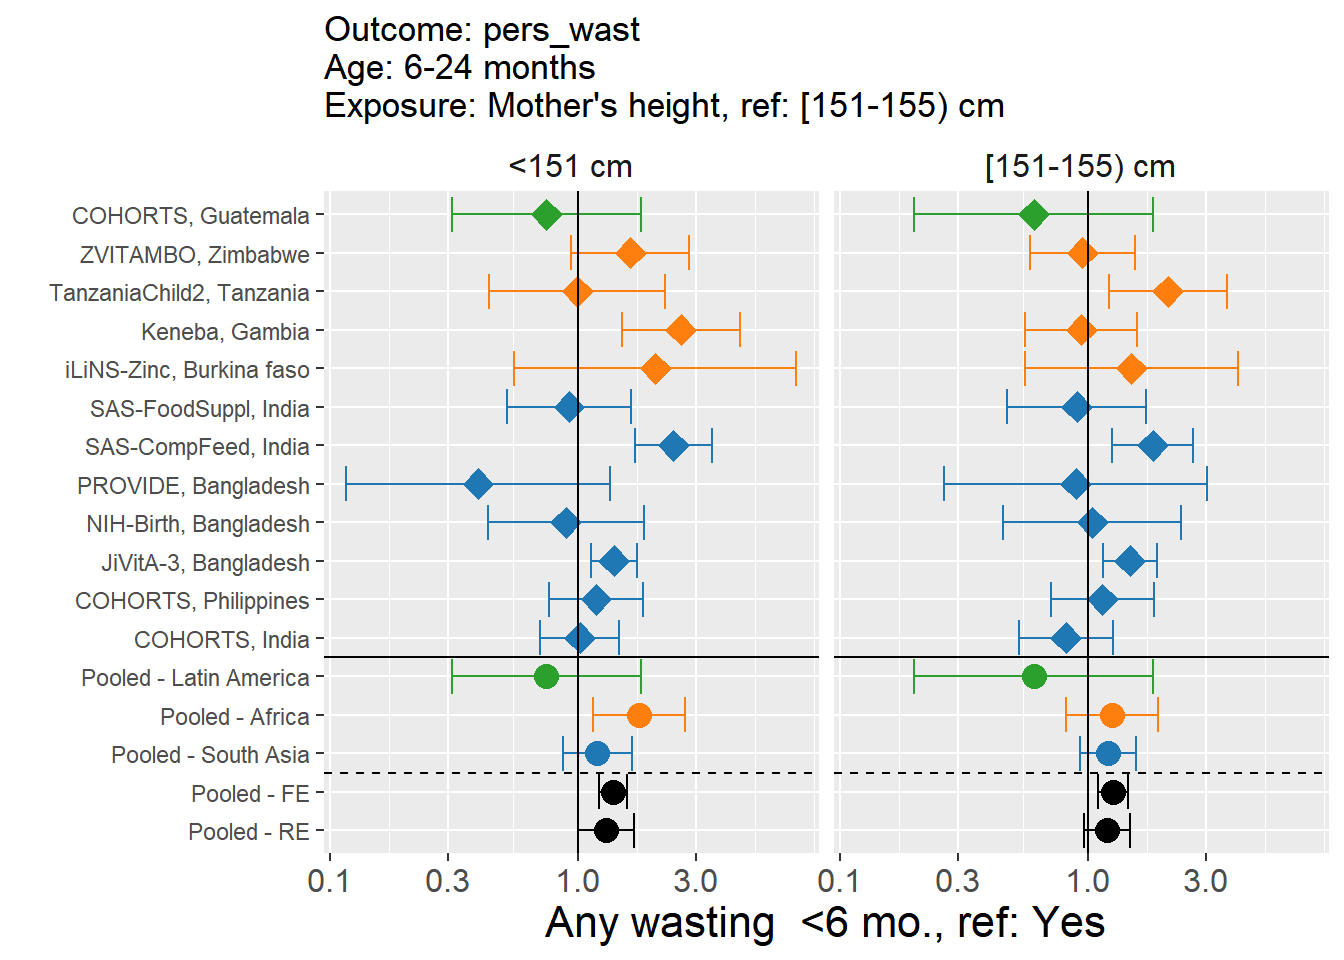 Outcome: pers_wast
Age: 6-24 months
Exposure: Mother's height, ref: [151-155) cm
<151 cm
[151-155) cm
COHORTS, Guatemala
ZVITAMBO, Zimbabwe
TanzaniaChild2, Tanzania
Keneba, Gambia
iLiNS-Zinc, Burkina faso
SAS-FoodSuppl, India
SAS-CompFeed, India
PROVIDE, Bangladesh
NIH-Birth, Bangladesh
JiVitA-3, Bangladesh
COHORTS, Philippines
COHORTS, India
Pooled - Latin America
Pooled - Africa
Pooled - South Asia
Pooled - FE
Pooled - RE
0.1 0.3 1.0 3.0
0.1 0.3 1.0 3.0
Any wasting  <6 mo., ref: Yes